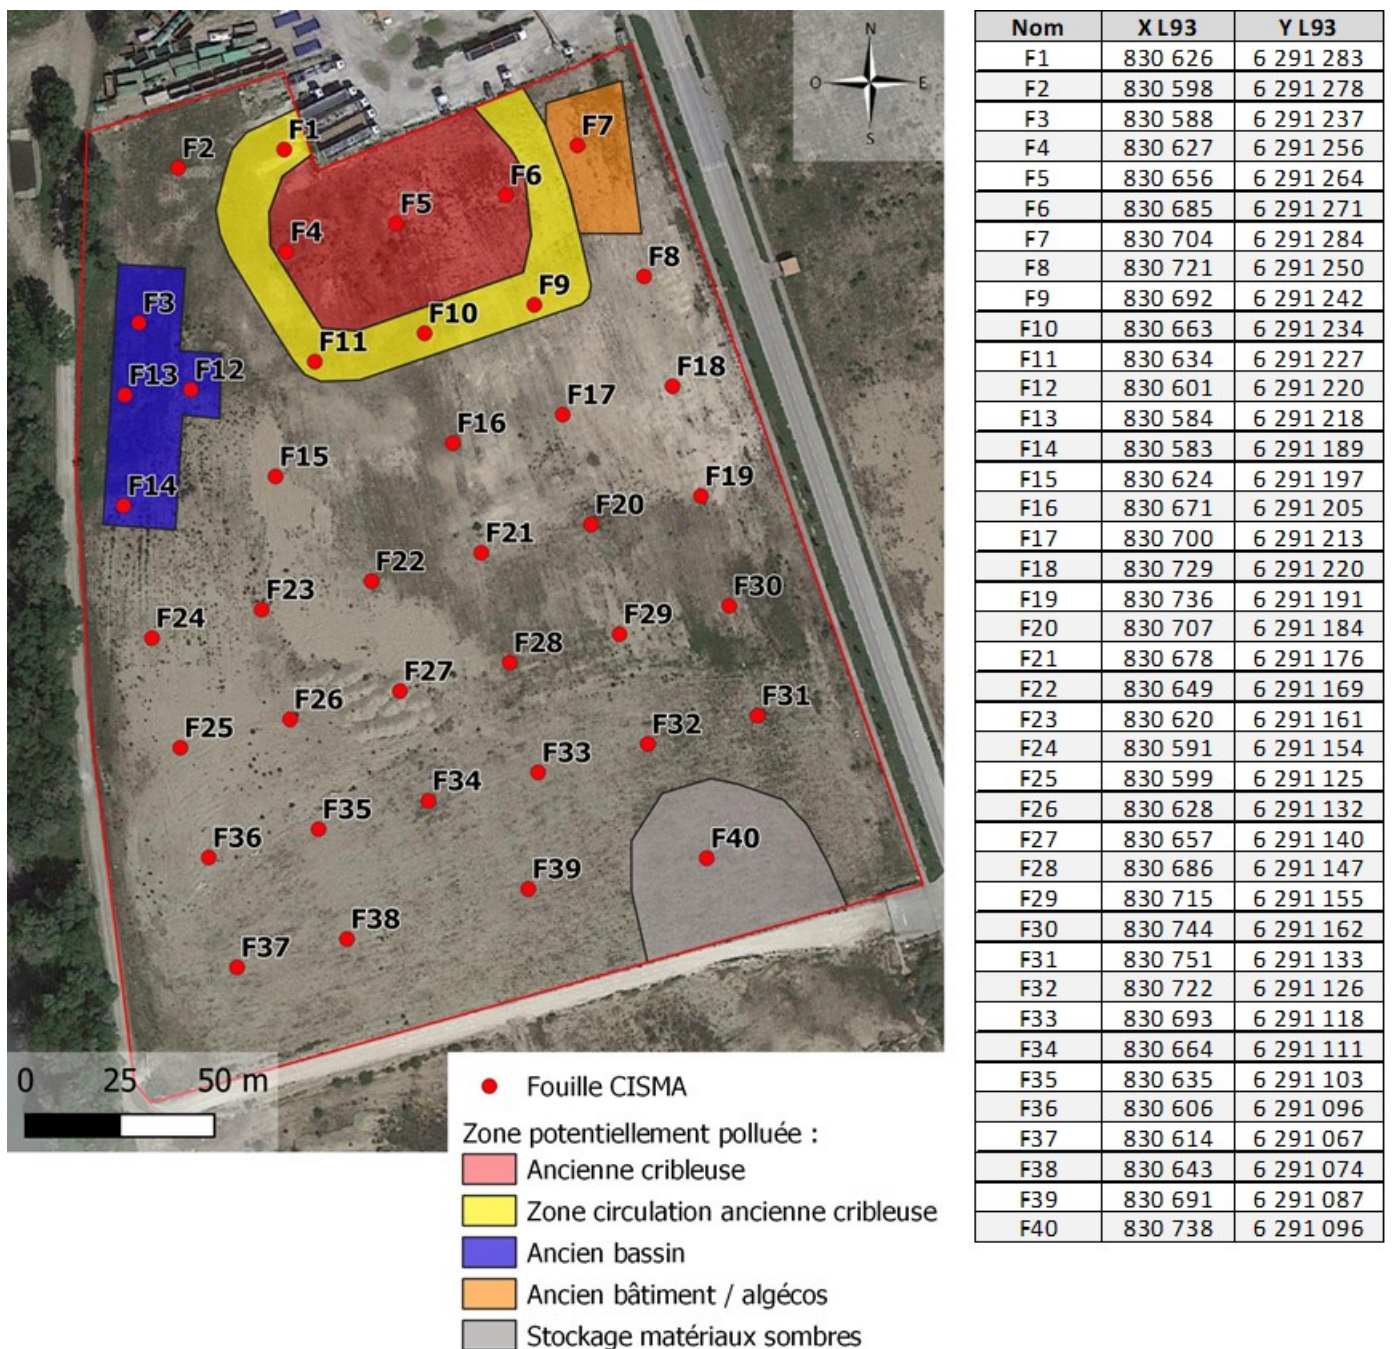 N
O
E
S
F1
F2
F7
F6
F5
F4
F8
F3
F9
F10
F11
F13
F12
F18
F17
F16
F15
F14
F19
F20
F21
F22
F23
F24
F30
F29
F28
F27
F26
F25
F31
F32
F33
F34
F35
F36
F40
F39
F38
F37
0 25 50 m
Fouille CISMA
Zone potentiellement polluée :
Ancienne cribleuse
Zone circulation ancienne cribleuse
Ancien bassin
Ancien bâtiment / algécos
Stockage matériaux sombres
Nom X L93 Y L93
F1 830 626 6 291 283
F2 830 598 6 291 278
F3 830 588 6 291 237
F4 830 627 6 291 256
F5 830 656 6 291 264
F6 830 685 6 291 271
F7 830 704 6 291 284
F8 830 721 6 291 250
F9 830 692 6 291 242
F10 830 663 6 291 234
F11 830 634 6 291 227
F12 830 601 6 291 220
F13 830 584 6 291 218
F14 830 583 6 291 189
F15 830 624 6 291 197
F16 830 671 6 291 205
F17 830 700 6 291 213
F18 830 729 6 291 220
F19 830 736 6 291 191
F20 830 707 6 291 184
F21 830 678 6 291 176
F22 830 649 6 291 169
F23 830 620 6 291 161
F24 830 591 6 291 154
F25 830 599 6 291 125
F26 830 628 6 291 132
F27 830 657 6 291 140
F28 830 686 6 291 147
F29 830 715 6 291 155
F30 830 744 6 291 162
F31 830 751 6 291 133
F32 830 722 6 291 126
F33 830 693 6 291 118
F34 830 664 6 291 111
F35 830 635 6 291 103
F36 830 606 6 291 096
F37 830 614 6 291 067
F38 830 643 6 291 074
F39 830 691 6 291 087
F40 830 738 6 291 096